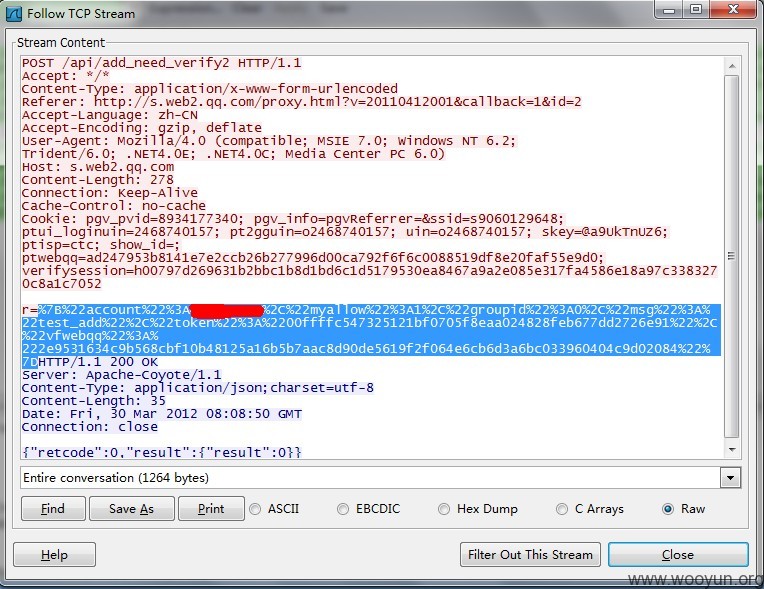 Follow TCP Stream
Stream Content
POST /api/add_need_verify2 HTTP/1.1
Accept: */*
Content-Type: application/x-www-form-urlencoded
Referer: http://s.web2.qq.com/proxy.html?v=20110412001&callback=1&id=2
Accept-Language: zh-CN
Accept-Encoding: gzip, deflate
User-Agent: Mozilla/4.0 (compatible; MSIE 7.0; Windows NT 6.2;
Trident/6.0; .NET4.0E; .NET4.0C; Media Center PC 6.0)
Host: s.web2.qq.com
Content-Length: 278
Connection: Keep-Alive
Cache-Control: no-cache
Cookie: pgv_pvid=8934177340; pgv_info=pgvReferrer=&ssid=s9060129648;
ptui_loginuin=2468740157; pt2gguin=o2468740157; uin=o2468740157; skey=@a9UkTnUZ6;
ptisp=ctc; show_id=;
ptwebqq=ad247953b8141e7e2ccb26b277996d00ca792f6f6c0088519df8e20faf55e9d0;
verifysession=h00797d269631b2bbc1b8d1bd6c1d5179530ea8467a9a2e085e317fa4586e18a97c338327
0c8a1c7052
r=%7B%22account%22%3A %2C%22myallow%22%3A1%2C%22groupid%22%3A0%2C%22msg%22%3A%
22test_add%22%2C%22token%22%3A%2200ffffc547325121bf0705f8eaa024828feb677dd2726e91%22%2C
%22vfwebqq%22%3A%
222e9531634c9b568cbf10b48125a16b5b7aac8d90de5619f2f064e6cb6d3a6bc033960404c9d02084%22%
7DHTTP/1.1 200 OK
Server: Apache-Coyote/1.1
Content-Type: application/json;charset=utf-8
Content-Length: 35
Date: Fri, 30 Mar 2012 08:08:50 GMT
Connection: close
{"retcode":0,"result":{"result":0}}
Entire conversation (1264 bytes)
Find Save As Print ASCII EBCDIC Hex Dump C Arrays Raw
Help Filter Out This Stream Close
www.wooyun.org